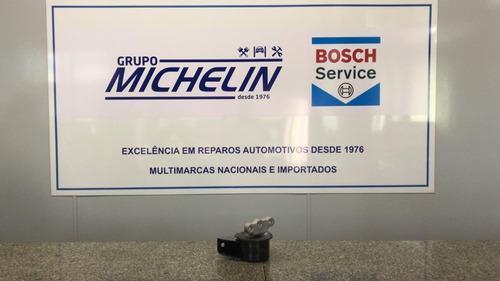 GRUPO
MICHELIN
desde 1976
BOSCH
Service
EXCELÊNCIA EM REPAROS AUTOMOTIVOS DESDE 1976
MULTIMARCAS NACIONAIS E IMPORTADOS